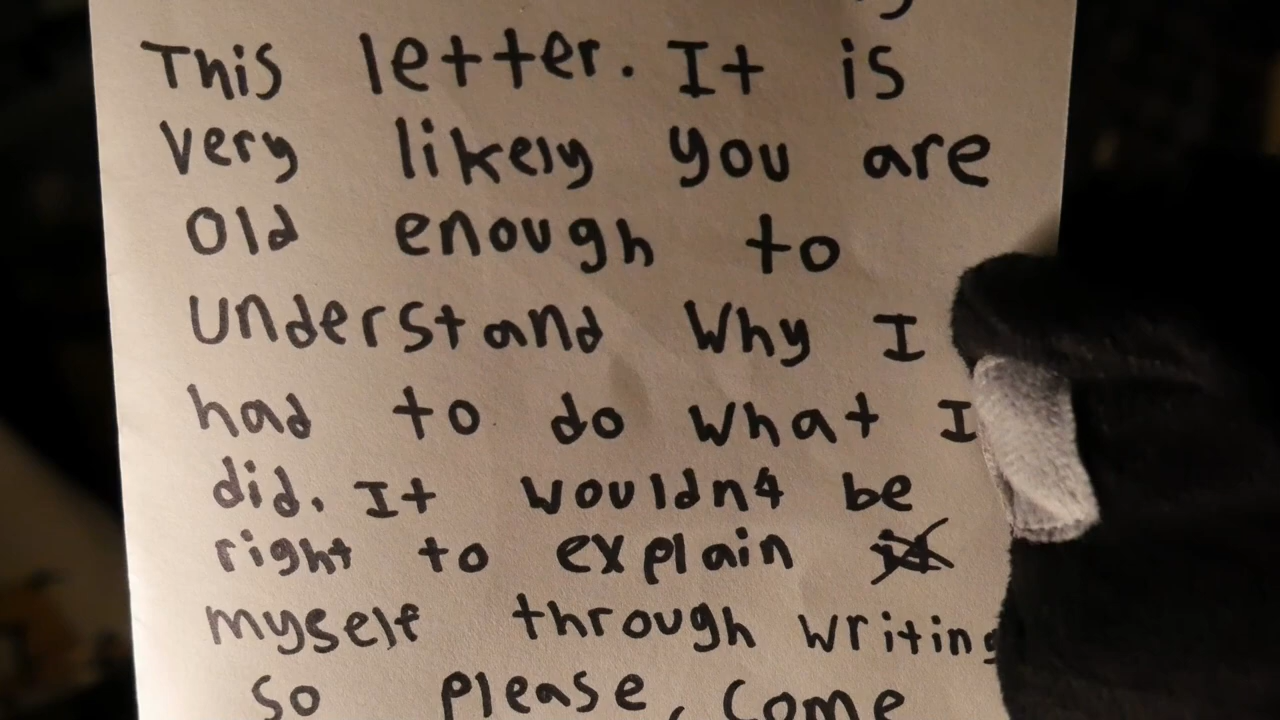 This letter. It is
very likely you are
old enough to
understand why I
had to do what I
did. It wouldn4 be
right to explain
myself through writing
so please, come